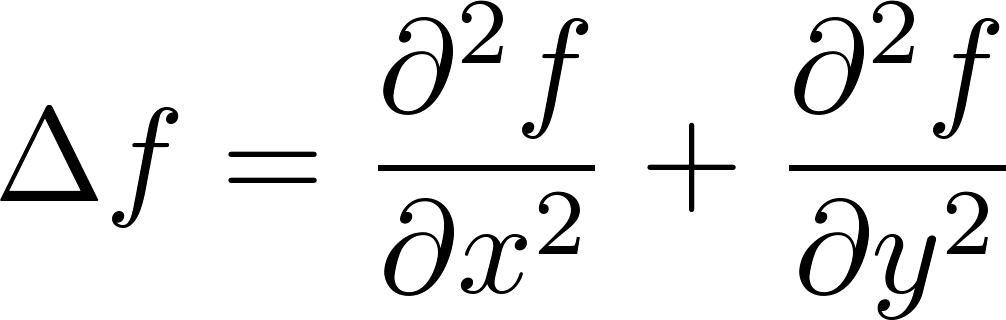 Δf = ∂²f/∂x² + ∂²f/∂y²